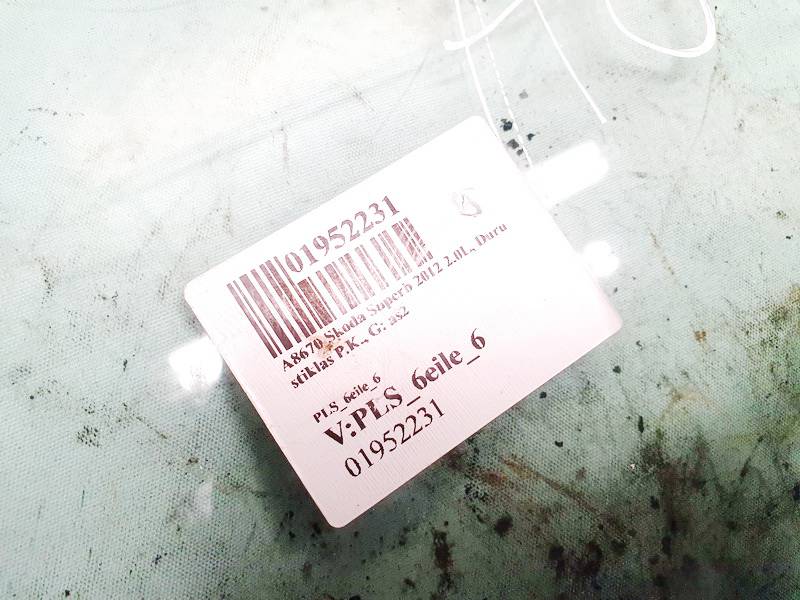 01952231
A8670 Skoda Superb 2012 2.0L, Duru
stiklas P.K., G: as2
PLS_6eile_6
V:PLS_6eile_6
01952231